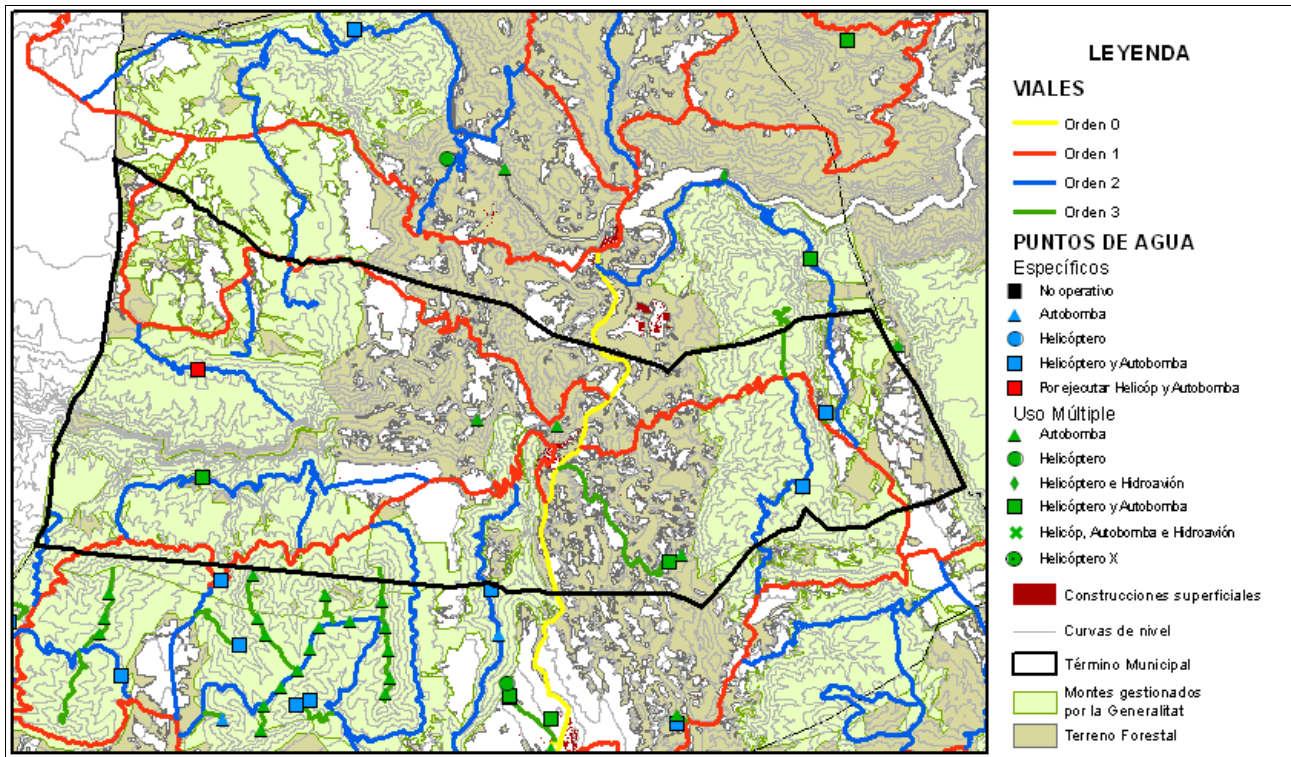 LEYENDA
VIALES
Orden 0
Orden 1
Orden 2
Orden 3
PUNTOS DE AGUA
Específicos
No operativo
Autobomba
Helicóptero
Helicóptero y Autobomba
Por ejecutar Helicóp y Autobomba
Uso Múltiple
Autobomba
Helicóptero
Helicóptero e Hidroavión
Helicóptero y Autobomba
Helicóp, Autobomba e Hidroavión
Helicóptero X
Construcciones superficiales
Curvas de nivel
Término Municipal
Montes gestionados
por la Generalitat
Terreno Forestal